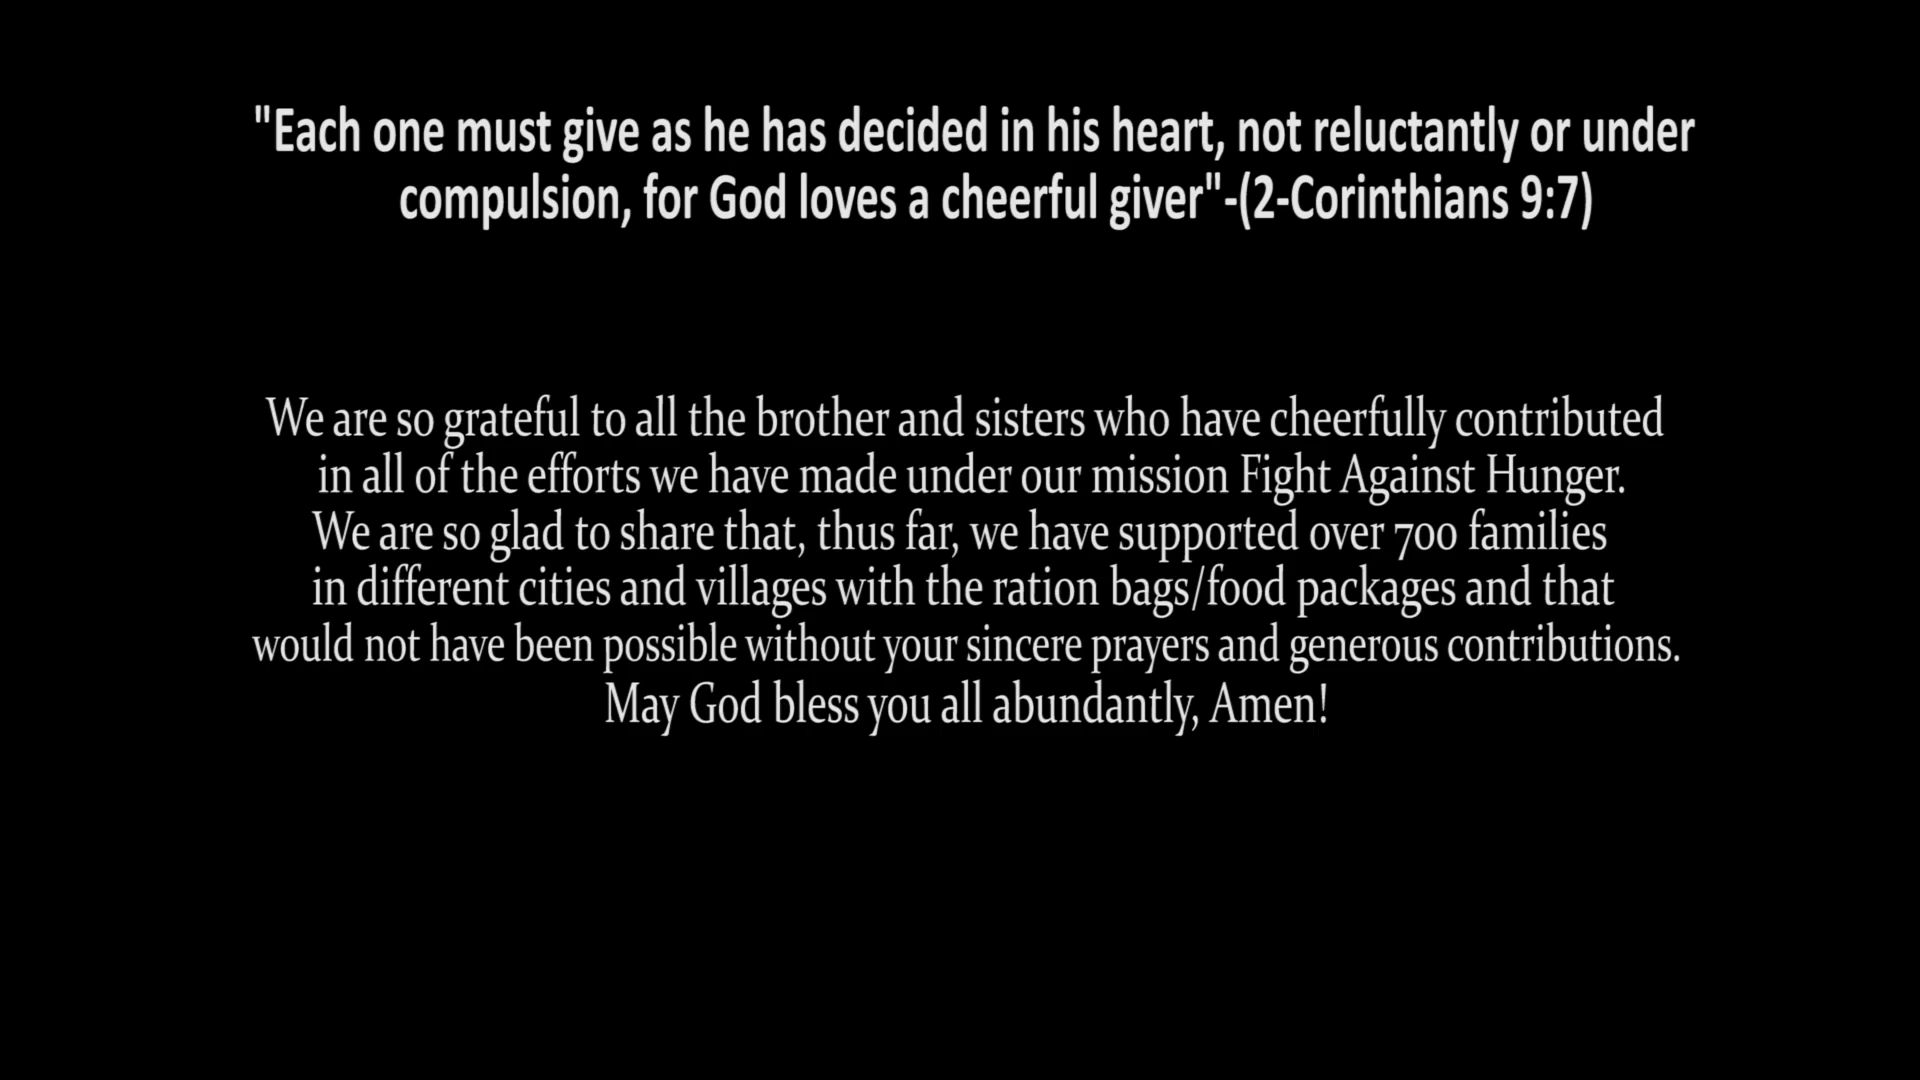 "Each one must give as he has decided in his heart, not reluctantly or under
compulsion, for God loves a cheerful giver"-(2-Corinthians 9:7)
We are so grateful to all the brother and sisters who have cheerfully contributed
in all of the efforts we have made under our mission Fight Against Hunger.
We are so glad to share that, thus far, we have supported over 700 families
in different cities and villages with the ration bags/food packages and that
would not have been possible without your sincere prayers and generous contributions.
May God bless you all abundantly, Amen!